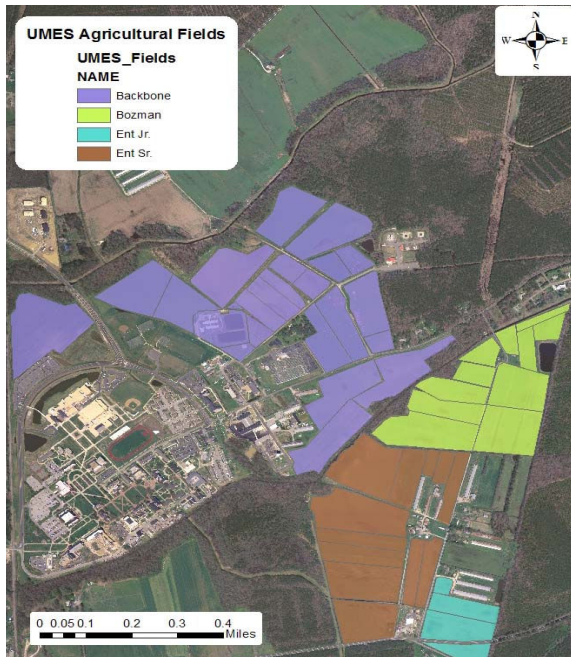 UMES Agricultural Fields
UMES_Fields
NAME
Backbone
Bozman
Ent Jr.
Ent Sr.
N
W E
S
0 0.05 0.1 0.2 0.3 0.4
Miles